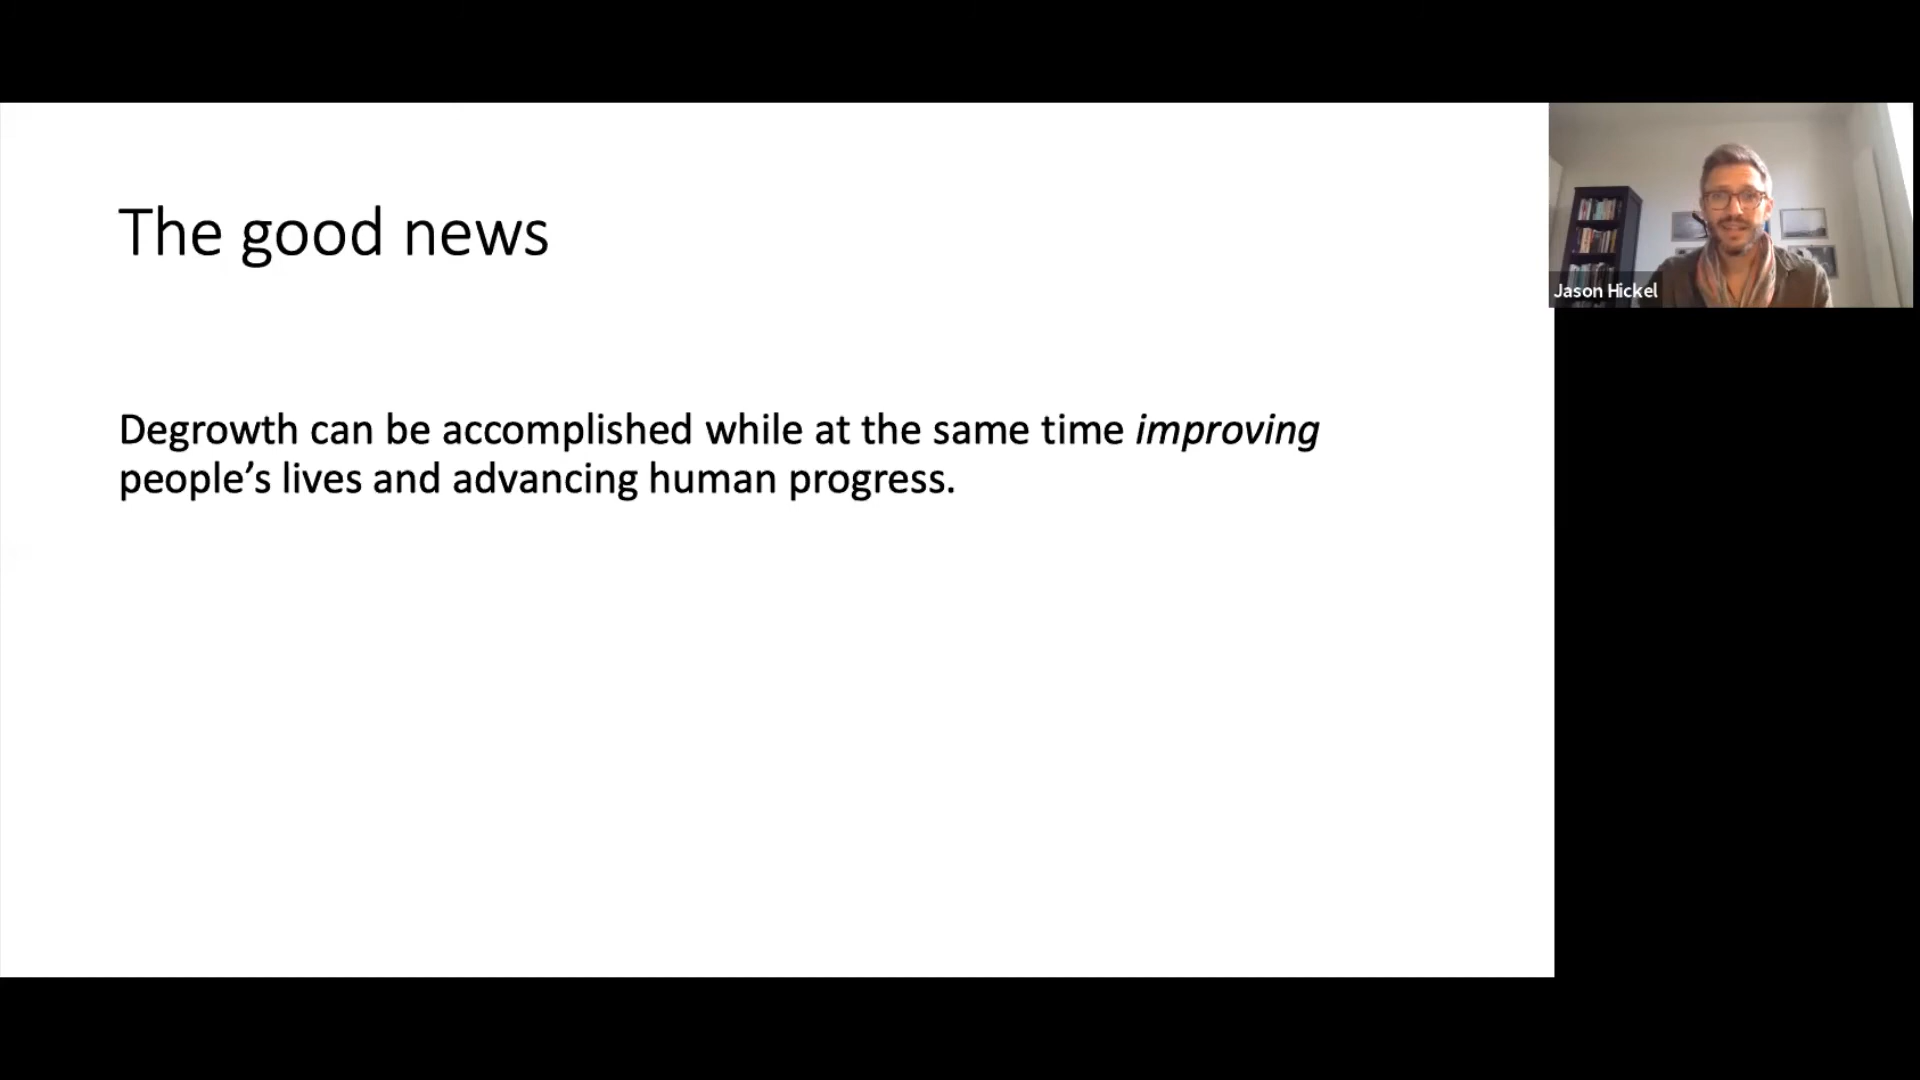 The good news
Degrowth can be accomplished while at the same time improving
people’s lives and advancing human progress.
Jason Hickel